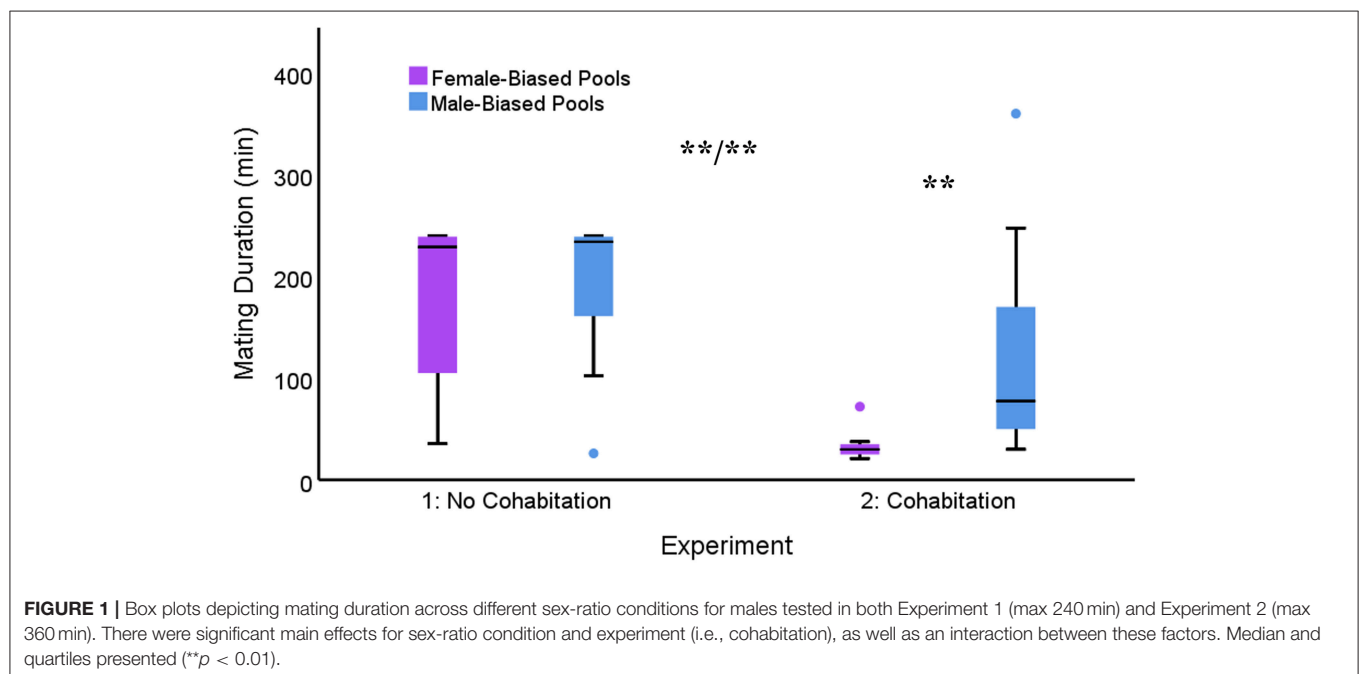 400
300
200
100
0
Mating Duration (min)
Female-Biased Pools
Male-Biased Pools
**/**
**
1: No Cohabitation
2: Cohabitation
Experiment
FIGURE 1 | Box plots depicting mating duration across different sex-ratio conditions for males tested in both Experiment 1 (max 240 min) and Experiment 2 (max
360 min). There were significant main effects for sex-ratio condition and experiment (i.e., cohabitation), as well as an interaction between these factors. Median and
quartiles presented (**p < 0.01).